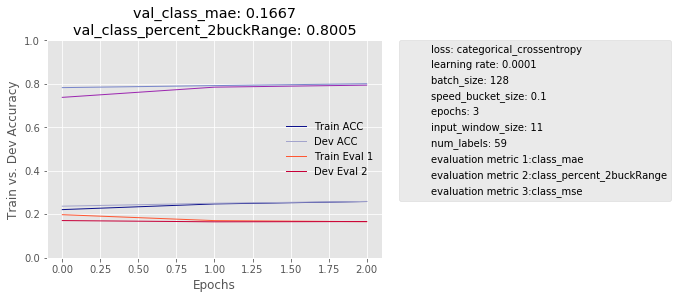 val_class_mae: 0.1667
val_class_percent_2buckRange: 0.8005
Train vs. Dev Accuracy
1.0
0.8
0.6
0.4
0.2
0.0
0.00
0.25
0.50
0.75
1.00
1.25
1.50
1.75
2.00
Epochs
Train ACC
Dev ACC
Train Eval 1
Dev Eval 2
loss: categorical_crossentropy
learning rate: 0.0001
batch_size: 128
speed_bucket_size: 0.1
epochs: 3
input_window_size: 11
num_labels: 59
evaluation metric 1:class_mae
evaluation metric 2:class_percent_2buckRange
evaluation metric 3:class_mse